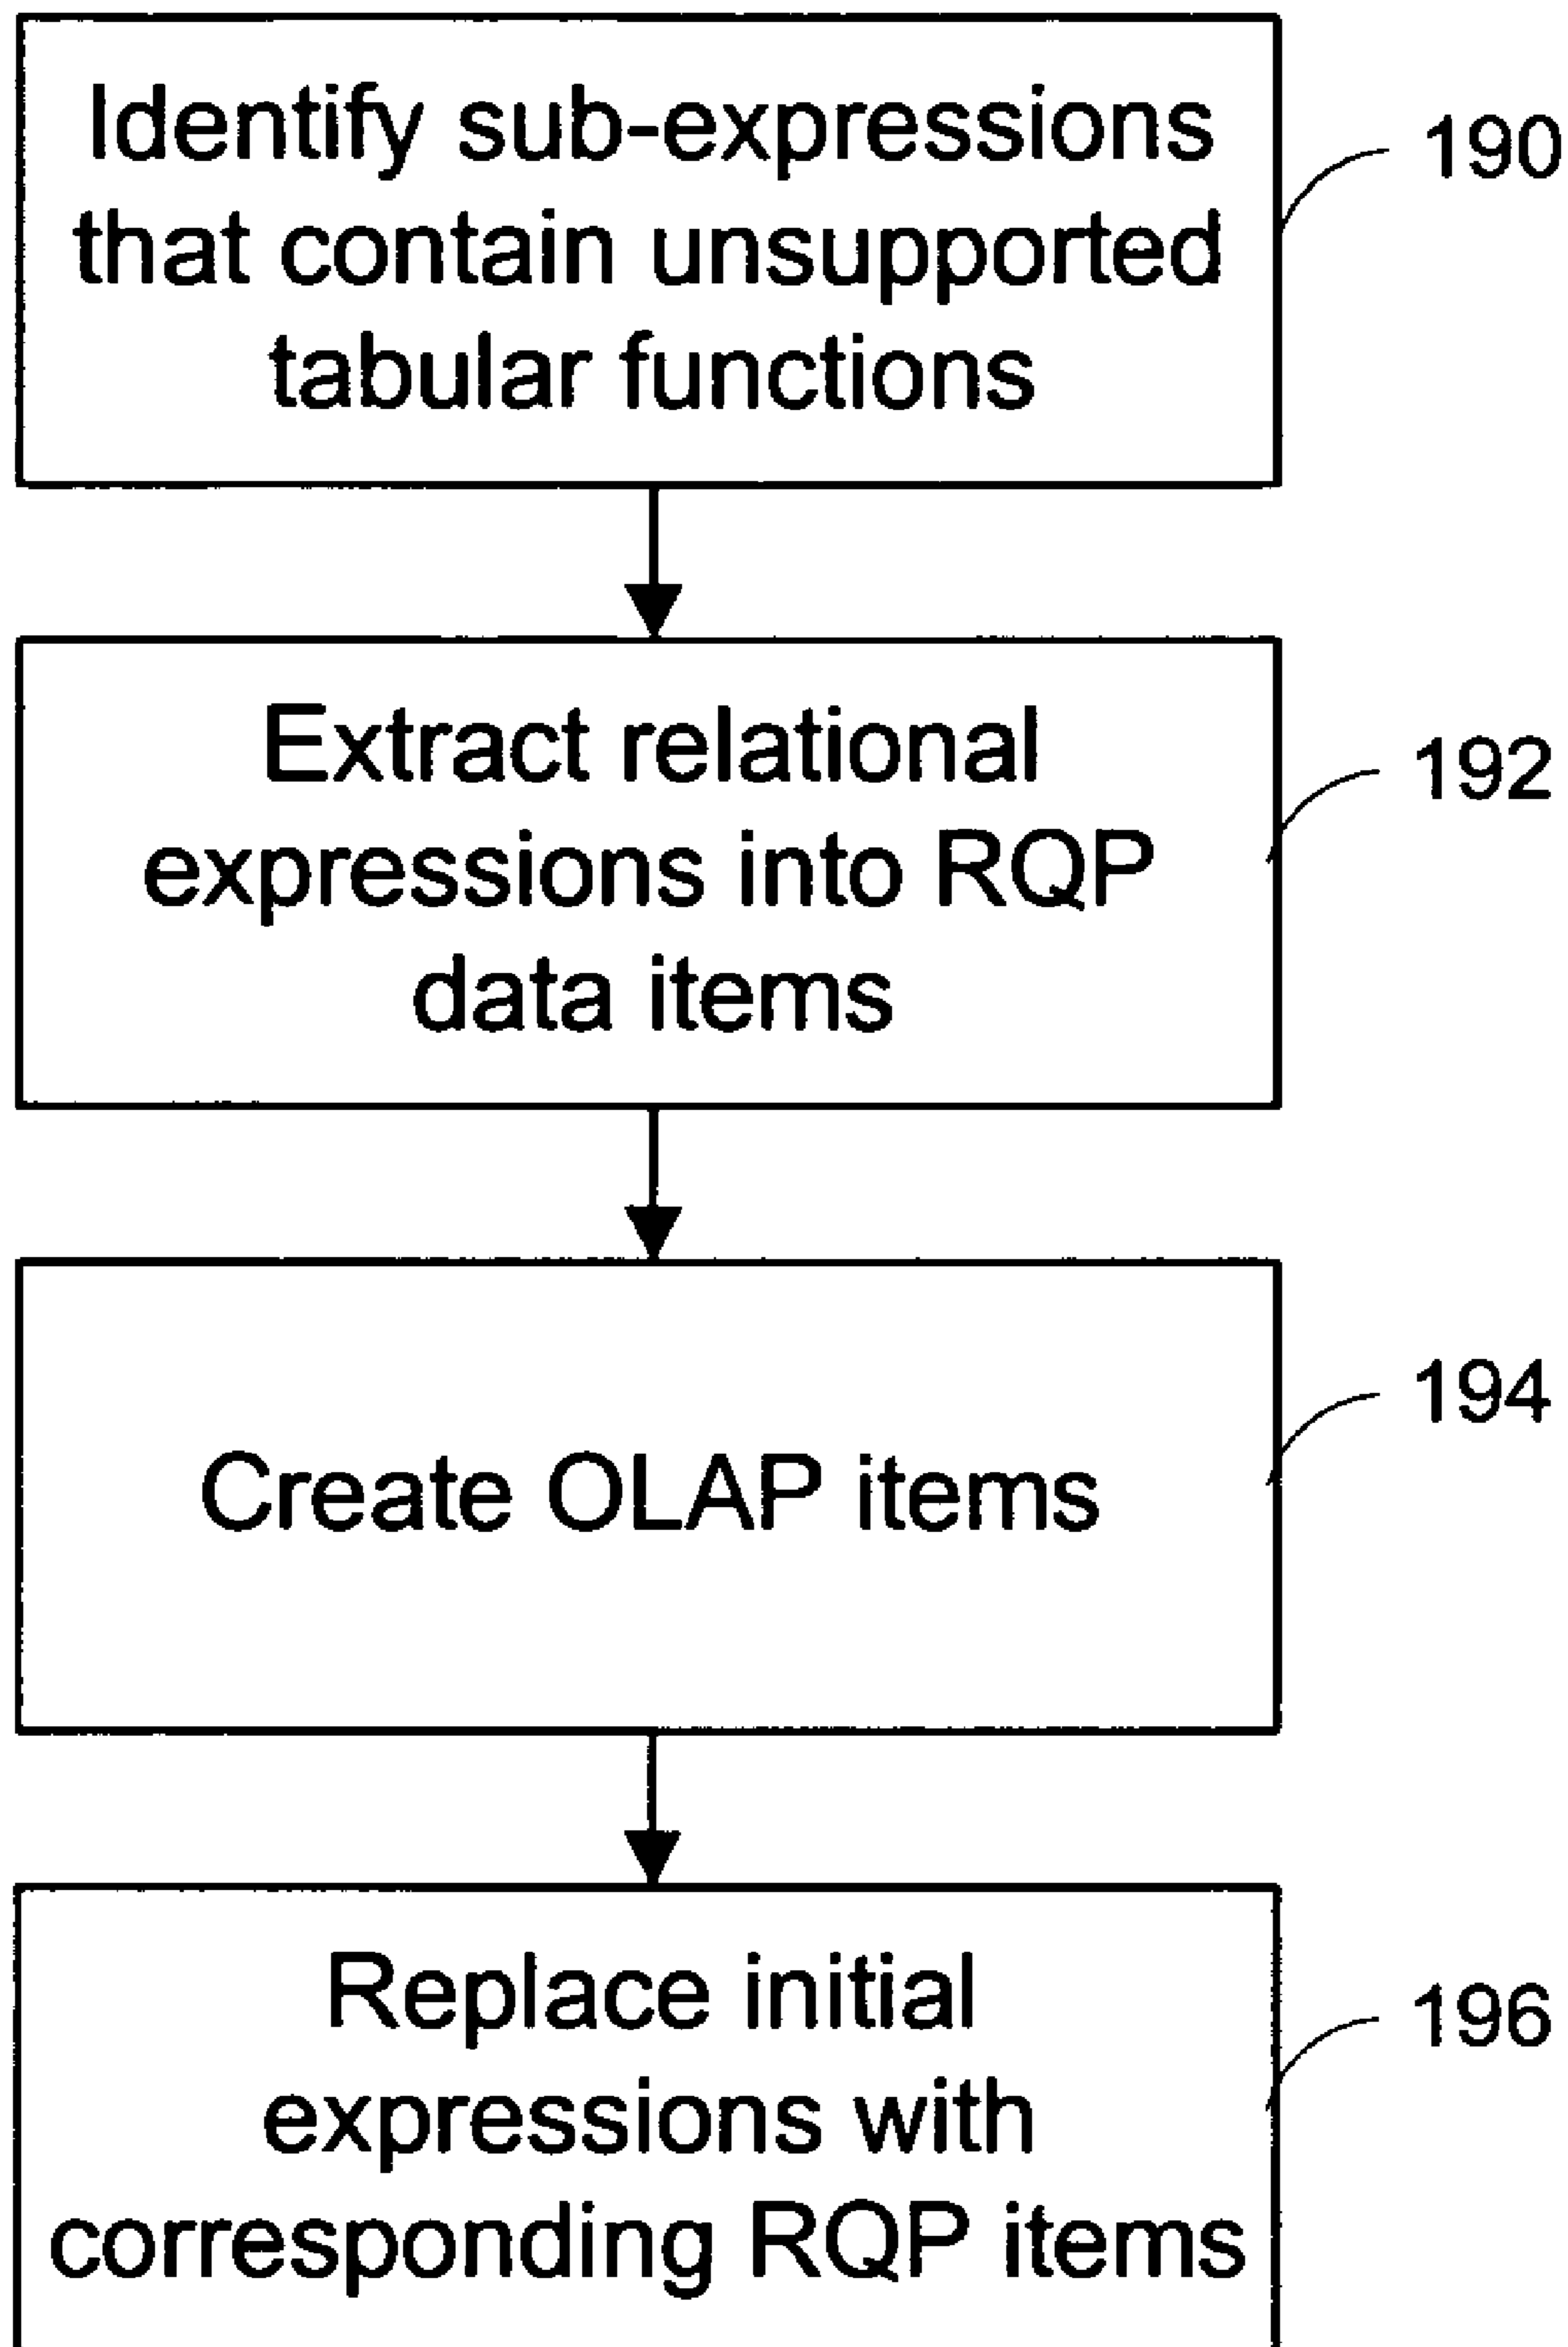 Identify sub-expressions
that contain unsupported
tabular functions
190
Extract relational
expressions into RQP
data items
192
Create OLAP items
194
Replace initial
expressions with
corresponding RQP items
196